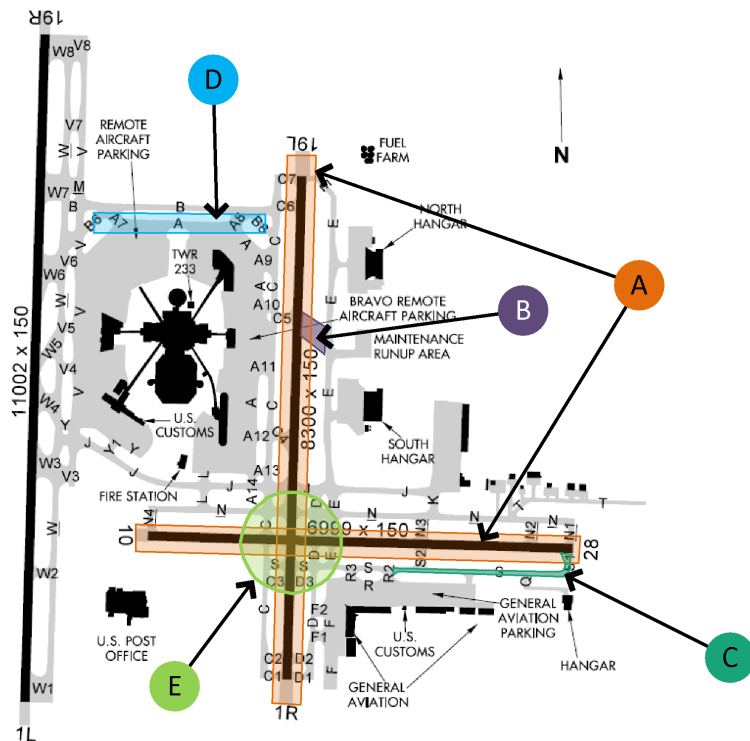 19R
W8
V8
D
V7
REMOTE
AIRCRAFT
PARKING
W
V
19L
FUEL
FARM
N
W7
M
B
B
C7
C6
B6
A7
A
A6
B8
E
V
A
C
NORTH
HANGAR
V6
W6
TWR
233
A9
A
C
A
W
V
A10
BRAVO REMOTE
AIRCRAFT PARKING
E
B
C5
V5
W5
MAINTENANCE
RUNUP AREA
11002 x 150
V4
A11
8300 x 150
V
W4
U.S.
CUSTOMS
A
C
E
Y
J
Y1
Y
A12
C4
SOUTH
HANGAR
W3
V3
J
FIRE STATION
L
L
A13
A14
D
E
J
K
T
10
N4
N
C
6999 x 150
N
N3
N
N2
N
N1
28
W
D
E
S
S
C3
D3
S
R3
R
R2
S2
S
Q
S1
W2
E
C
U.S. POST
OFFICE
F2
D
F
F1
U.S.
CUSTOMS
GENERAL
AVIATION
PARKING
HANGAR
C
C2
D2
C1
D1
F
GENERAL
AVIATION
W1
1R
1L